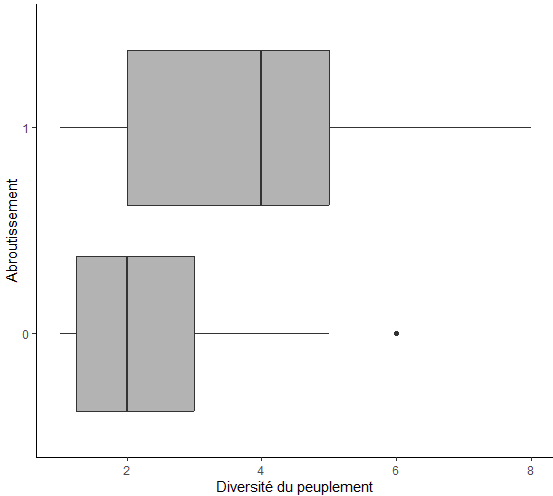 Abroutissement
1
0
2 4 6 8
Diversité du peuplement